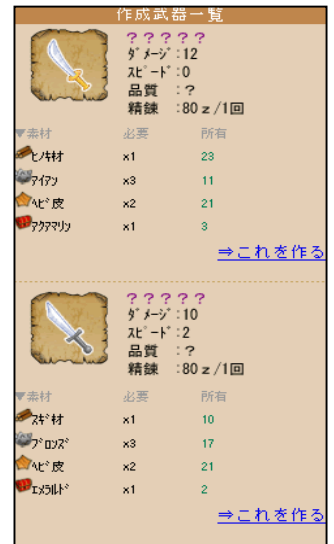 作成武器一覧
?????
ﾀﾞﾒｰｼﾞ:12
ｽﾋﾟｰﾄﾞ:0
品質 :?
精錬 :80z/1回
▼素材 必要 所有
ﾋﾉｷ材 x1 23
ｱｲｱﾝ x3 11
ﾍﾋﾞ皮 x2 21
ｱｸｱﾏﾘﾝ x1 3
⇒これを作る
?????
ﾀﾞﾒｰｼﾞ:10
ｽﾋﾟｰﾄﾞ:2
品質 :?
精錬 :80z/1回
▼素材 必要 所有
ｽｷﾞ材 x1 10
ﾌﾞﾛﾝｽﾞ x3 17
ﾍﾋﾞ皮 x2 21
ｴﾒﾗﾙﾄﾞ x1 2
⇒これを作る